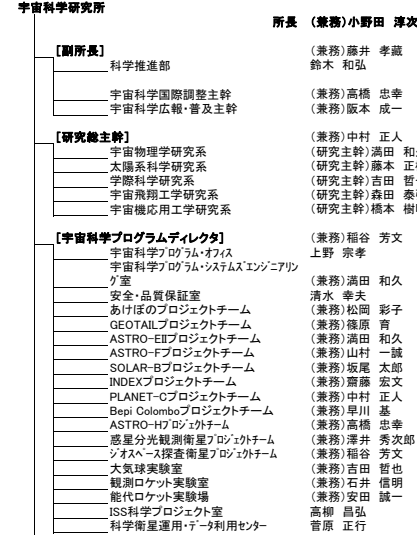 宇宙科学研究所
所長 (兼務)小野田 淳次
[副所長] (兼務)藤井 孝藏
科学推進部 鈴木 和弘
宇宙科学国際調整主幹 (兼務)高橋 忠幸
宇宙科学広報・普及主幹 (兼務)阪本 成一
[研究総主幹] (兼務)中村 正人
宇宙物理学研究系 (研究主幹)満田 和
太陽系科学研究系 (研究主幹)藤本 正
学際科学研究系 (研究主幹)吉田 哲
宇宙飛翔工学研究系 (研究主幹)森田 泰
宇宙機応用工学研究系 (研究主幹)橋本 樹
[宇宙科学プログラムディレクタ] (兼務)稲谷 芳文
宇宙科学プログラム・オフィス 上野 宗孝
宇宙科学プログラム・システムズエンジニアリン
グ室 (兼務)満田 和久
安全・品質保証室 清水 幸夫
あけぼのプロジェクトチーム (兼務)松岡 彩子
GEOTAILプロジェクトチーム (兼務)篠原 育
ASTRO-EⅡプロジェクトチーム (兼務)満田 和久
ASTRO-Fプロジェクトチーム (兼務)山村 一誠
SOLAR-Bプロジェクトチーム (兼務)坂尾 太郎
INDEXプロジェクトチーム (兼務)齋藤 宏文
PLANET-Cプロジェクトチーム (兼務)中村 正人
Bepi Colomboプロジェクトチーム (兼務)早川 基
ASTRO-Hプロジェクトチーム (兼務)高橋 忠幸
惑星分光観測衛星プロジェクトチーム (兼務)澤井 秀次郎
ジオスペース探査衛星プロジェクトチーム (兼務)稲谷 芳文
大気球実験室 (兼務)吉田 哲也
観測ロケット実験室 (兼務)石井 信明
能代ロケット実験場 (兼務)安田 誠一
ISS科学プロジェクト室 高柳 昌弘
科学衛星運用・データ利用センター 菅原 正行